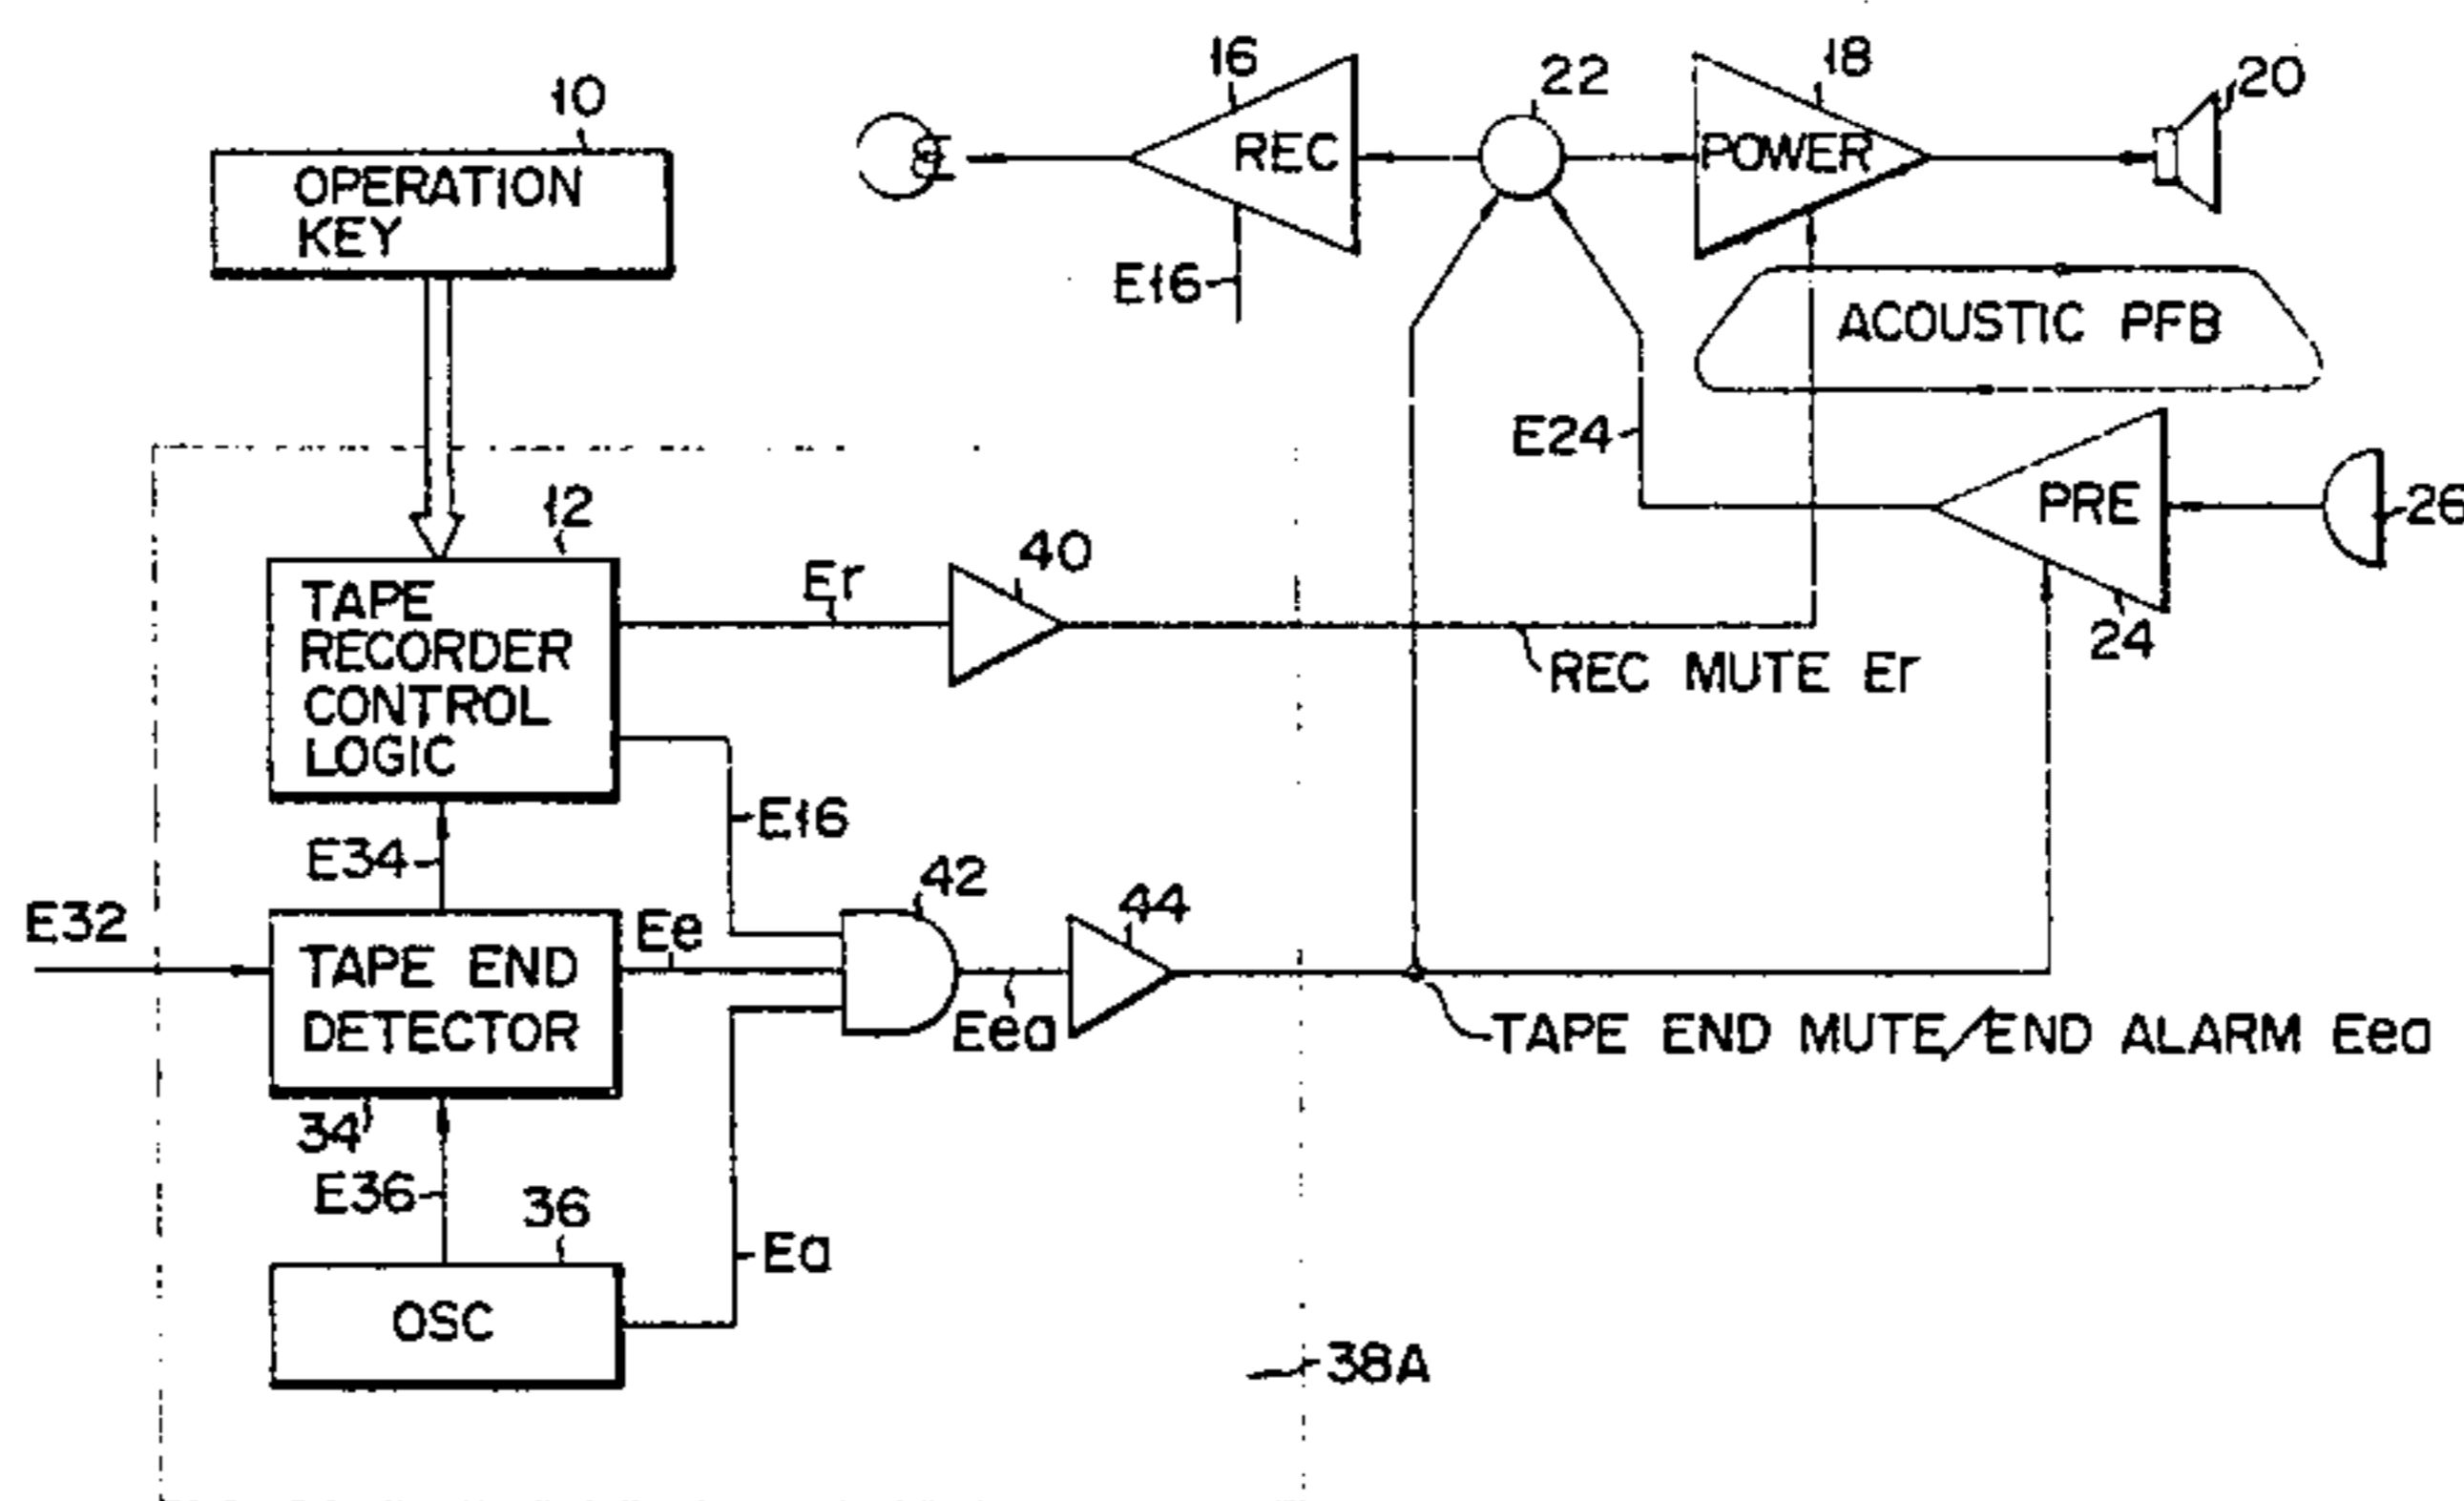 10
OPERATION
KEY
16
REC
E16
22
18
POWER
20
ACOUSTIC PFB
E24
PRE
26
24
12
TAPE
RECORDER
CONTROL
LOGIC
Er
40
REC MUTE Er
E16
E34
42
44
E32
TAPE END
DETECTOR
Ee
Eea
TAPE END MUTE/END ALARM Eea
34
E36
36
OSC
Ea
38A